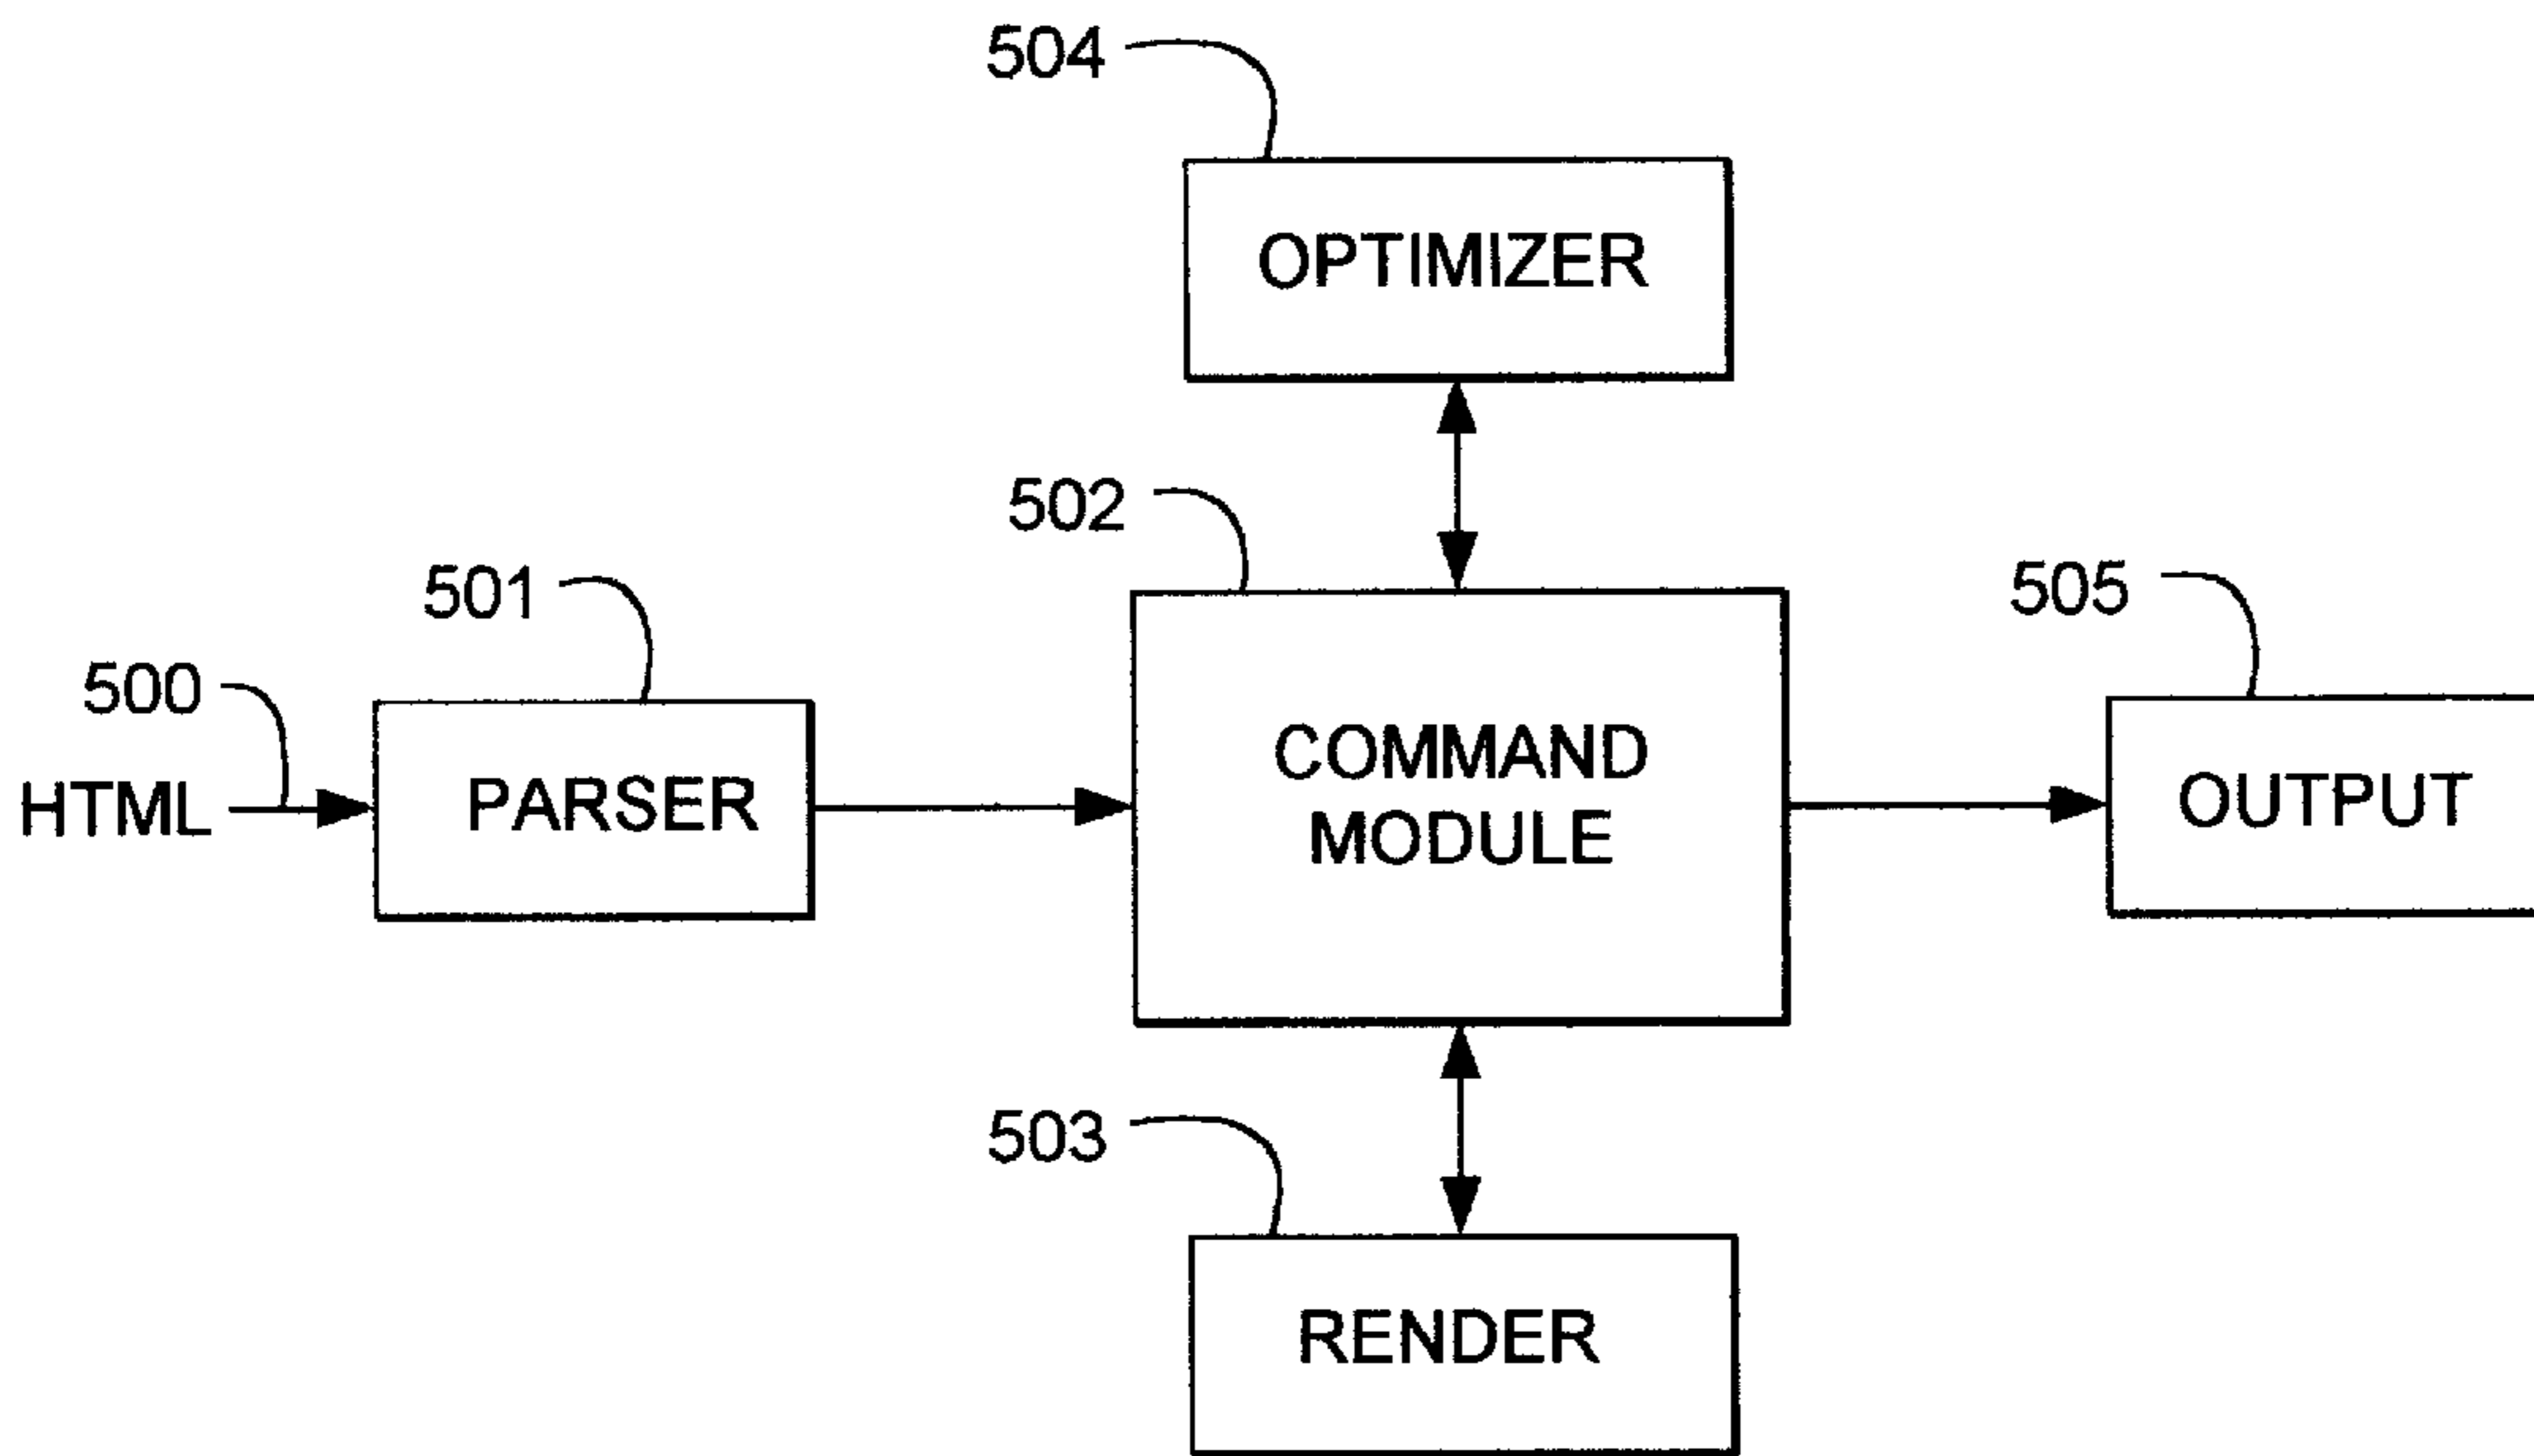 504
OPTIMIZER
502
501
505
500
HTML
PARSER
COMMAND
MODULE
OUTPUT
503
RENDER